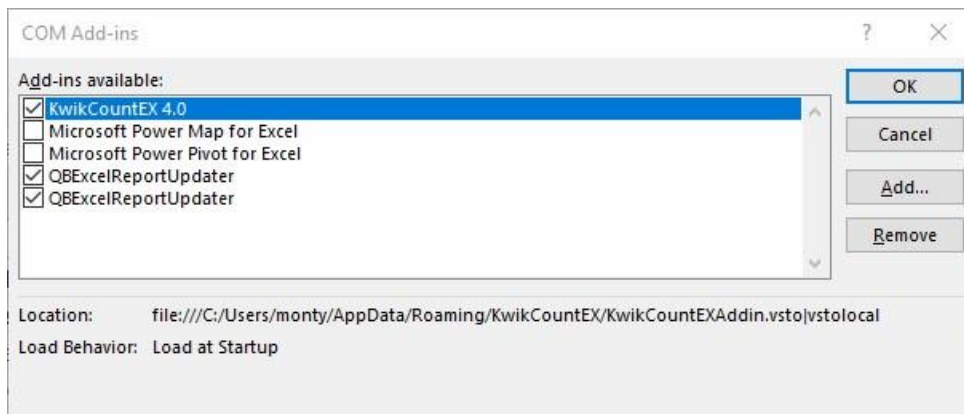 COM Add-ins
?
Add-ins available:
KwikCountEX 4.0
Microsoft Power Map for Excel
Microsoft Power Pivot for Excel
QBExcelReportUpdater
QBExcelReportUpdater
OK
Cancel
Add...
Remove
Location: file:///C:/Users/monty/AppData/Roaming/KwikCountEX/KwikCountEXAddin.vsto|vstolocal
Load Behavior: Load at Startup